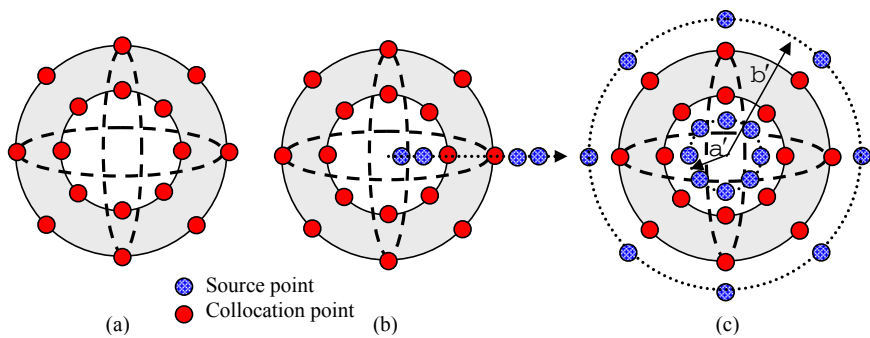 b′
a′
Source point
Collocation point
(a)
(b)
(c)